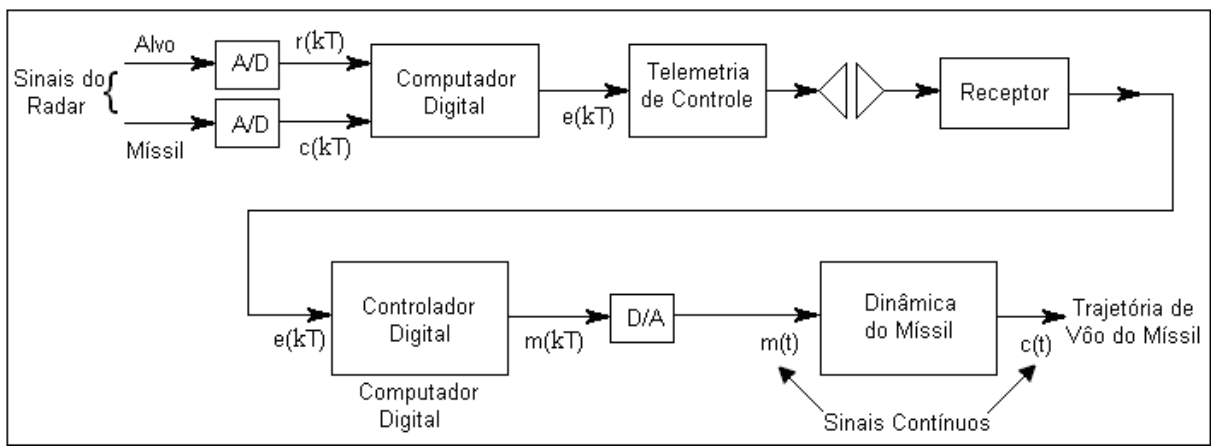 Sinais do
Radar
{
Alvo
Míssil
A/D
A/D
r(kT)
c(kT)
Computador
Digital
e(kT)
Telemetria
de Controle
Receptor
e(kT)
Controlador
Digital
Computador
Digital
m(kT)
D/A
m(t)
Dinâmica
do Míssil
c(t)
Trajetória de
Vôo do Míssil
Sinais Contínuos